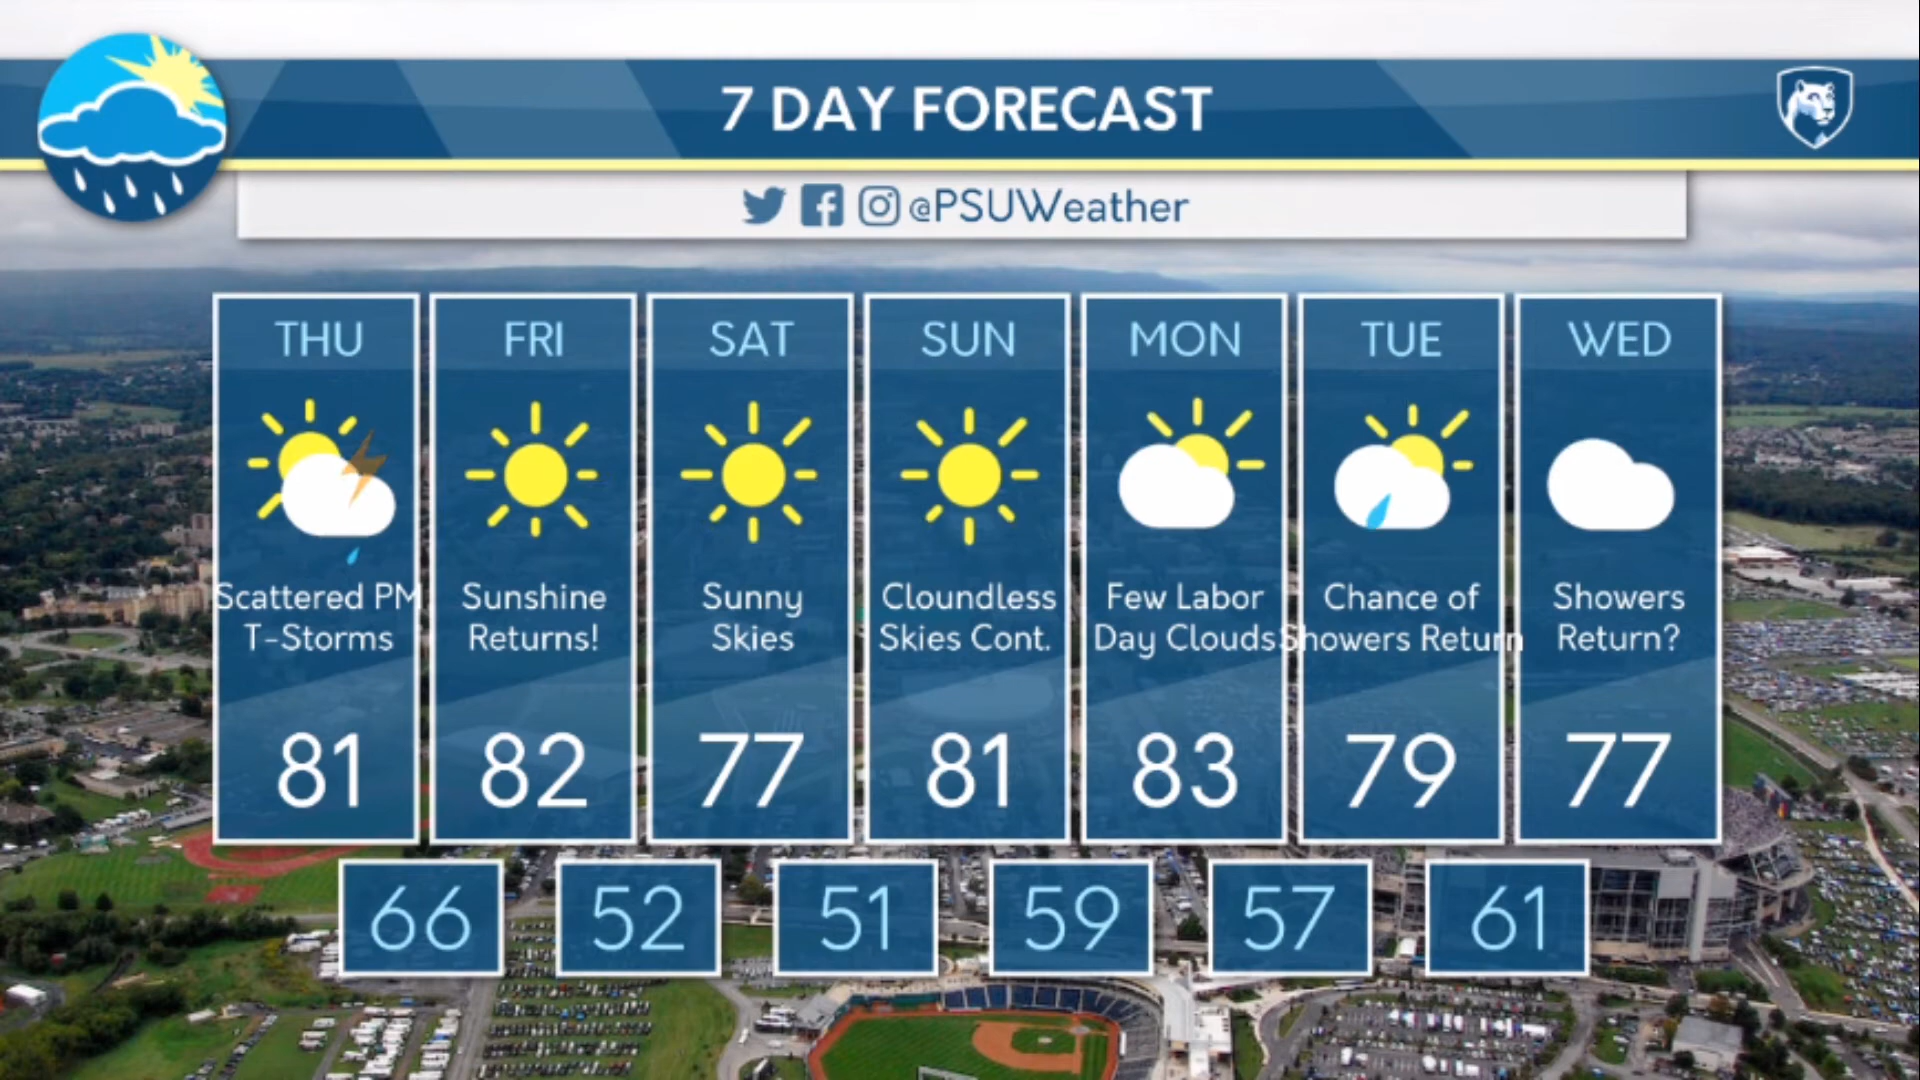 7 DAY FORECAST
@PSUWeather
THU
FRI
SAT
SUN
MON
TUE
WED
Scattered PM
T-Storms
Sunshine
Returns!
Sunny
Skies
Cloundless
Skies Cont.
Few Labor
Day Clouds
Chance of
Showers Return
Showers
Return?
81
82
77
81
83
79
77
66
52
51
59
57
61